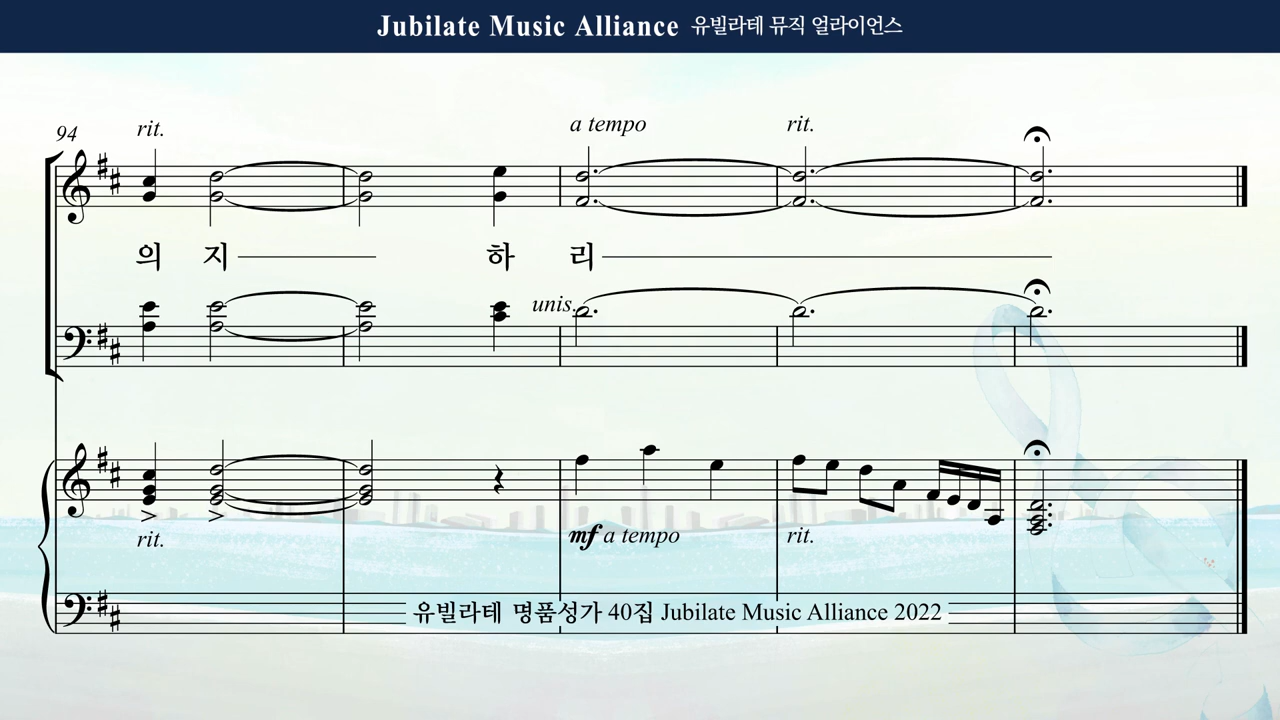 Jubilate Music Alliance 유빌라테 뮤직 얼라이언스
94 rit. a tempo rit.
의 지 하 리
unis.
rit. mf a tempo rit.
유빌라테 명품성가 40집 Jubilate Music Alliance 2022